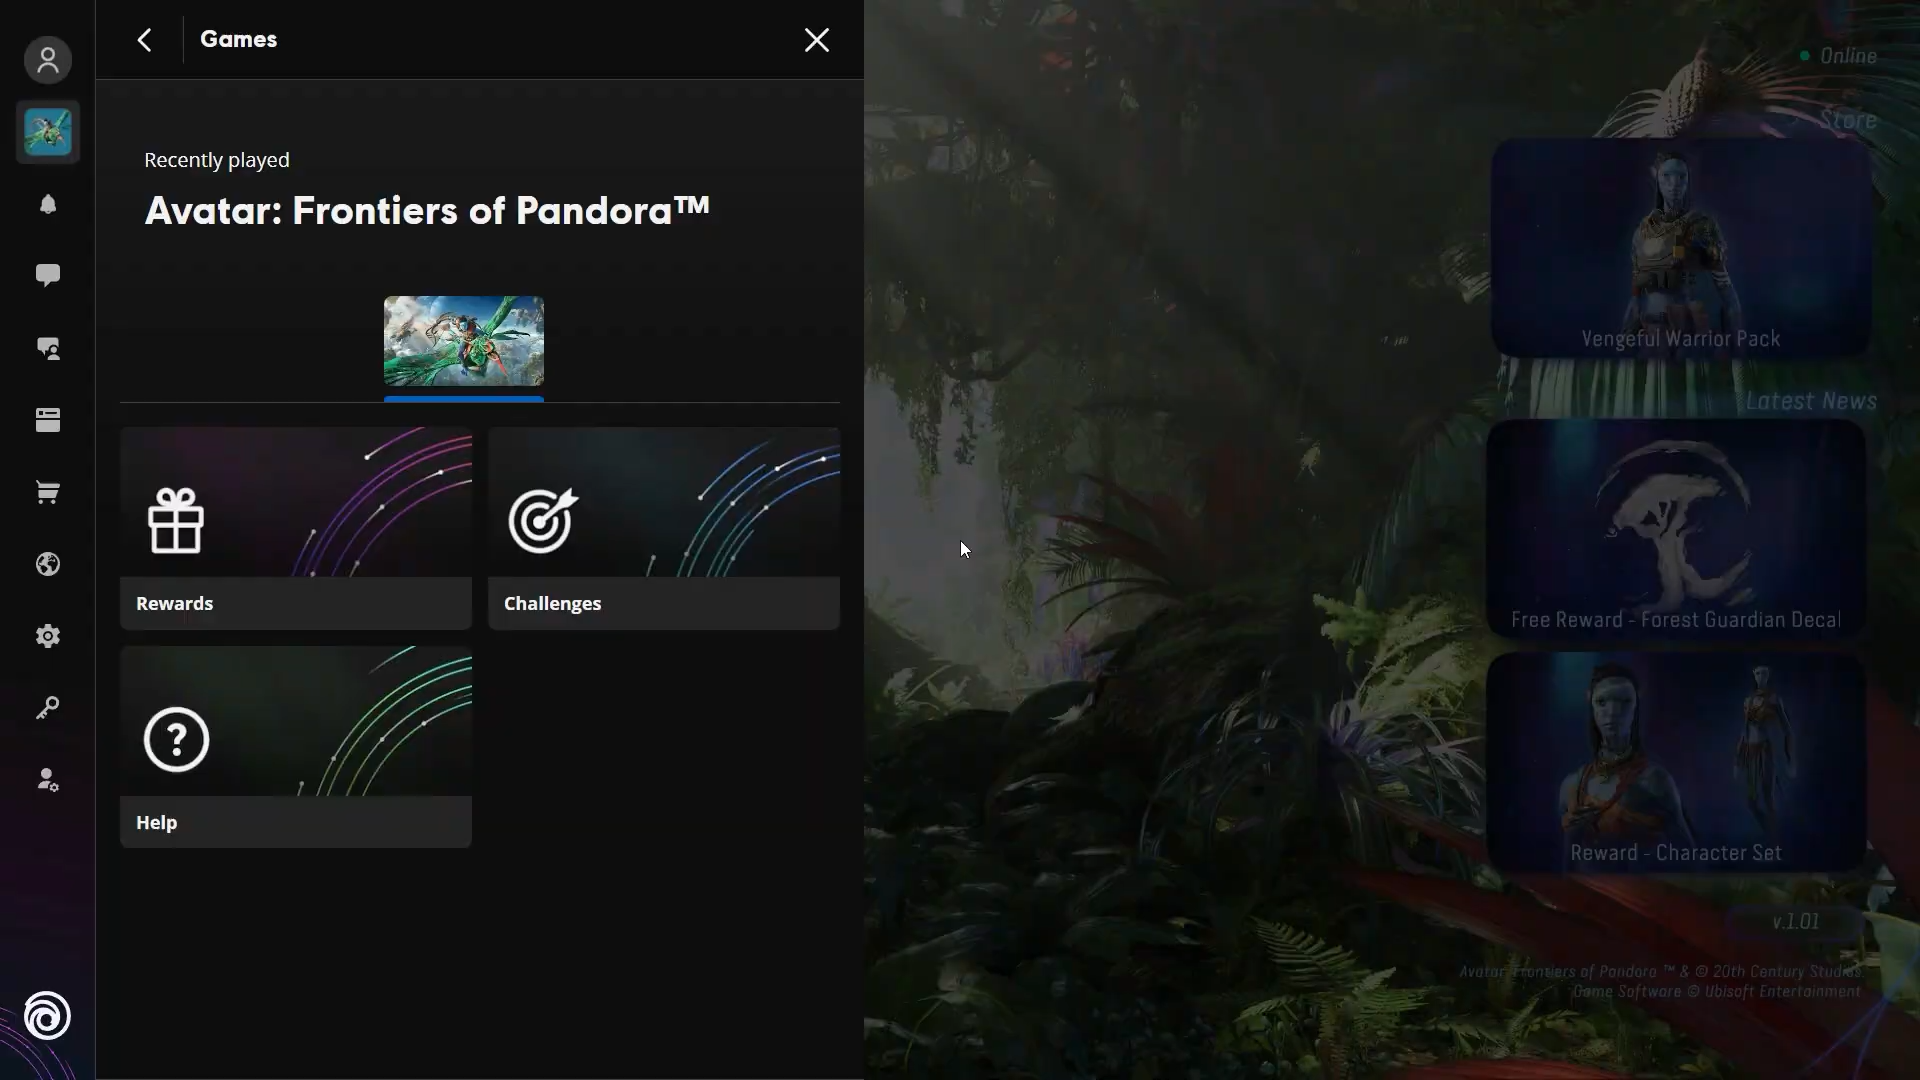 Games
Recently played
Avatar: Frontiers of Pandora™
Rewards
Challenges
Help
Online
Store
Vengeful Warrior Pack
Latest News
Free Reward - Forest Guardian Decal
Reward - Character Set
v.1.01
Avatar: Frontiers of Pandora ™ & © 20th Century Studios.
Game Software © Ubisoft Entertainment